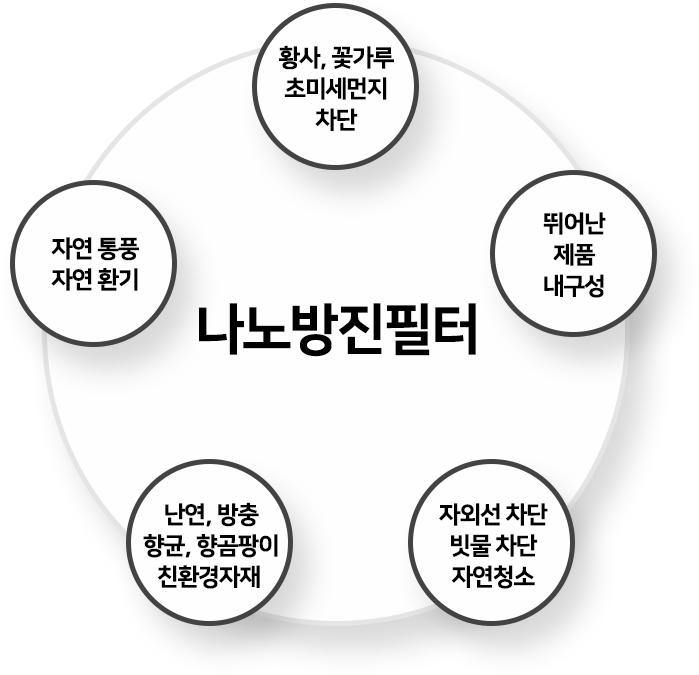 황사, 꽃가루
초미세먼지
차단
뛰어난
제품
내구성
자연 통풍
자연 환기
나노방진필터
난연, 방충
향균, 향곰팡이
친환경자재
자외선 차단
빗물 차단
자연청소